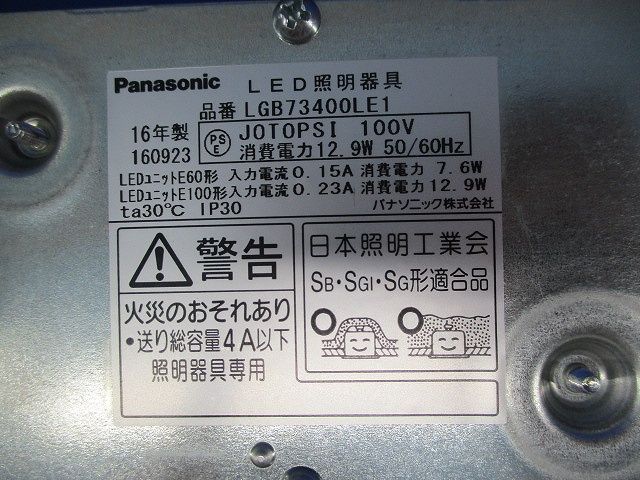 Panasonic LED照明器具
品番 LGB73400LE1
16年製 PSE JOTOPSI 100V
160923 消費電力12.9W 50/60Hz
LEDユニットE60形 入力電流0.15A 消費電力 7.6W
LEDユニットE100形入力電流0.23A 消費電力12.9W
ta30℃ IP30 パナソニック株式会社
警告
火災のおそれあり
・送り総容量4A以下
照明器具専用
日本照明工業会
SB・SGI・SG形適合品